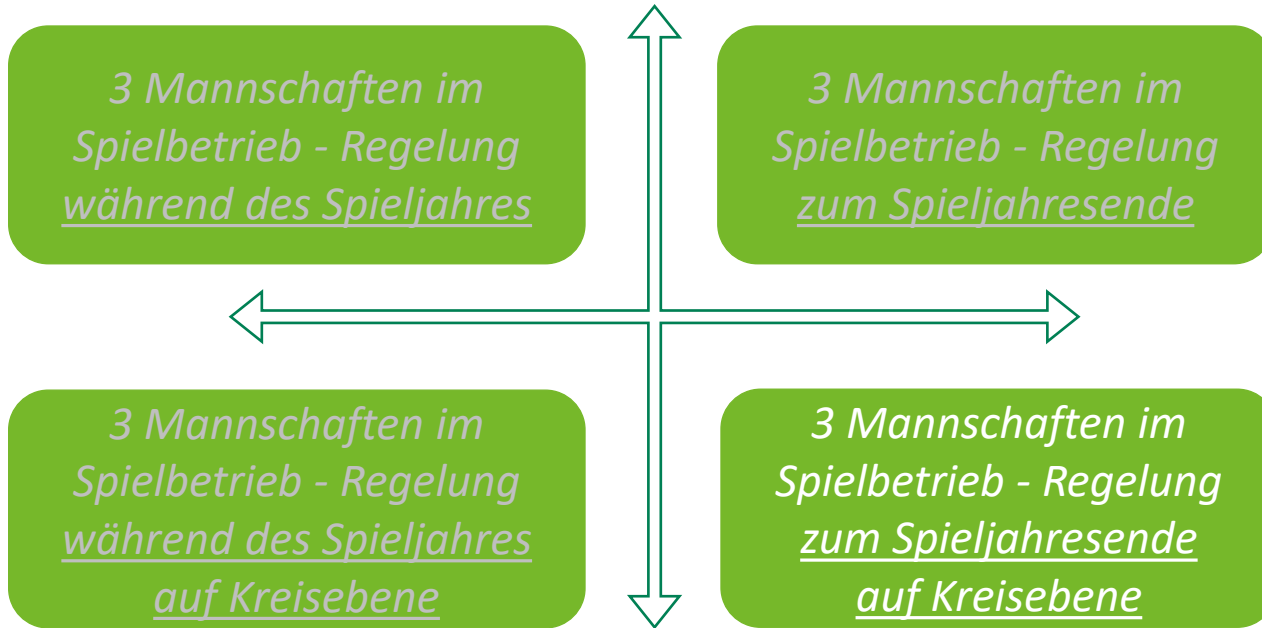 3 Mannschaften im
Spielbetrieb - Regelung
während des Spieljahres
3 Mannschaften im
Spielbetrieb - Regelung
zum Spieljahresende
3 Mannschaften im
Spielbetrieb - Regelung
während des Spieljahres
auf Kreisebene
3 Mannschaften im
Spielbetrieb - Regelung
zum Spieljahresende
auf Kreisebene